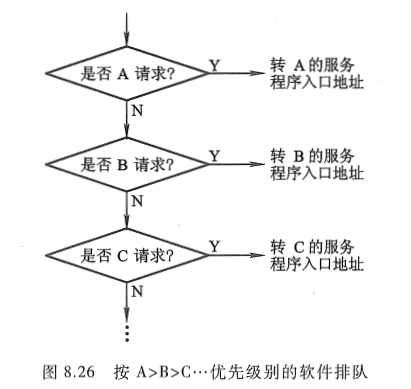 是否 A 请求?
Y
转 A 的服务
程序入口地址
N
是否 B 请求?
Y
转 B 的服务
程序入口地址
N
是否 C 请求?
Y
转 C 的服务
程序入口地址
N
图 8.26 按 A>B>C…优先级别的软件排队